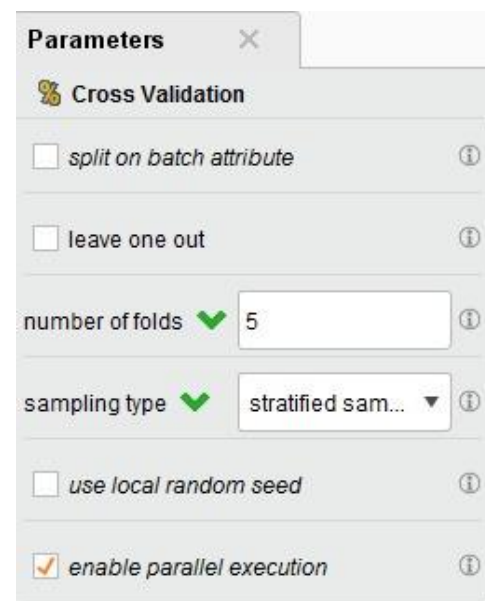 Parameters
Cross Validation
split on batch attribute
leave one out
number of folds 5
sampling type stratified sam...
use local random seed
enable parallel execution